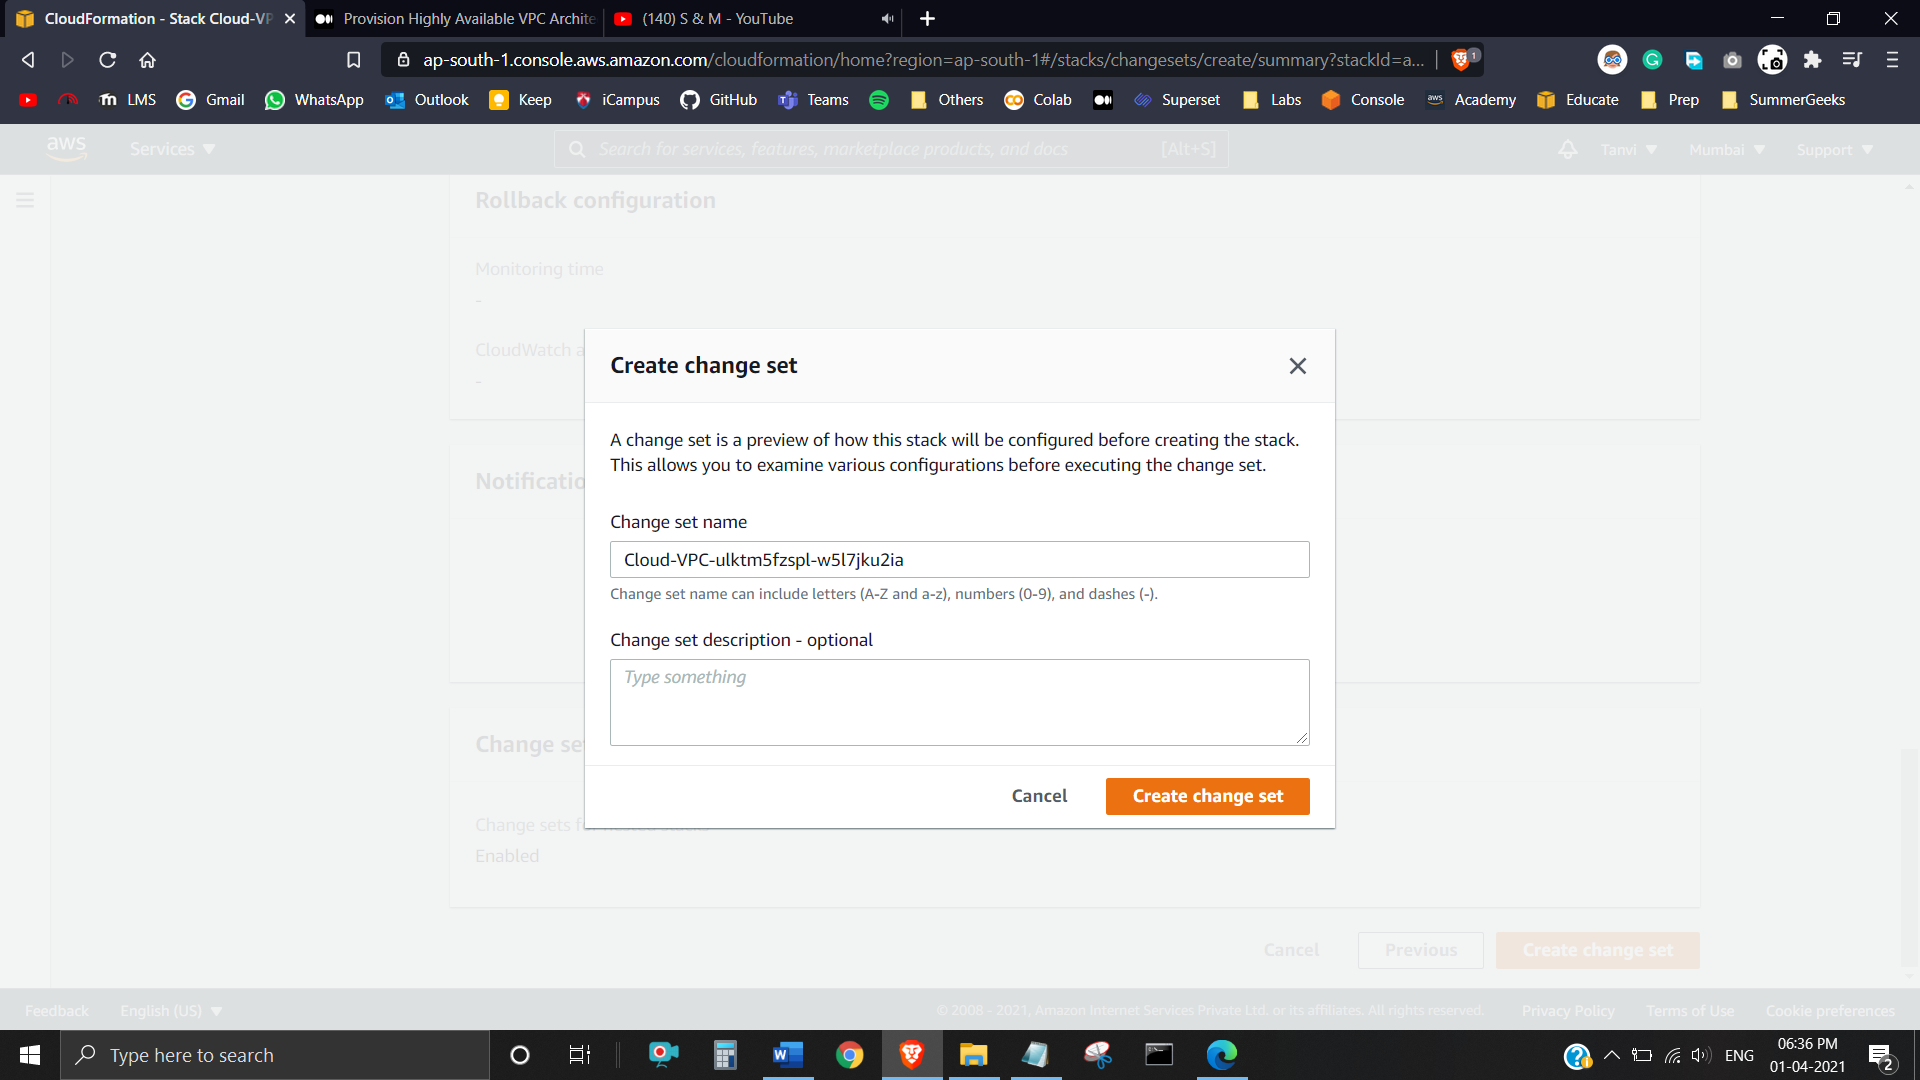 CloudFormation - Stack Cloud-VP
Provision Highly Available VPC Archite
(140) S & M - YouTube
ap-south-1.console.aws.amazon.com/cloudformation/home?region=ap-south-1#/stacks/changesets/create/summary?stackId=a...
1
LMS
Gmail
WhatsApp
Outlook
Keep
iCampus
GitHub
Teams
Others
Colab
Superset
Labs
Console
aws
Academy
Educate
Prep
SummerGeeks
aws
Services
Search for services, features, marketplace products, and docs
[Alt+S]
Tanvi
Mumbai
Support
Rollback configuration
Monitoring time
-
CloudWatch a
-
Create change set
A change set is a preview of how this stack will be configured before creating the stack.
This allows you to examine various configurations before executing the change set.
Notificatio
Change set name
Cloud-VPC-ulktm5fzspl-w5l7jku2ia
Change set name can include letters (A-Z and a-z), numbers (0-9), and dashes (-).
Change set description - optional
Type something
Change se
Cancel
Create change set
Change sets f
Enabled
Cancel
Previous
Create change set
Feedback
English (US)
© 2008 - 2021, Amazon Internet Services Private Ltd. or its affiliates. All rights reserved.
Privacy Policy
Terms of Use
Cookie preferences
Type here to search
ENG
06:36 PM
01-04-2021
2